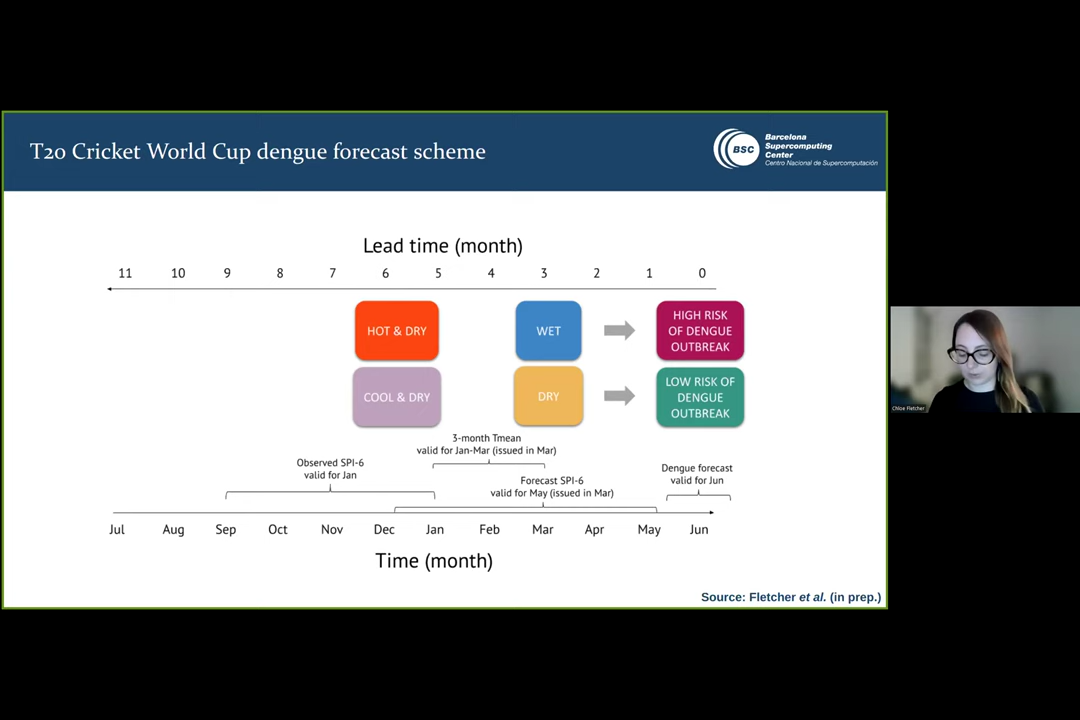 T20 Cricket World Cup dengue forecast scheme
BSC
Barcelona
Supercomputing
Center
Centro Nacional de Supercomputación
Lead time (month)
11 10 9 8 7 6 5 4 3 2 1 0
HOT & DRY
WET
HIGH RISK
OF DENGUE
OUTBREAK
COOL & DRY
DRY
LOW RISK OF
DENGUE
OUTBREAK
3-month Tmean
valid for Jan-Mar (issued in Mar)
Observed SPI-6
valid for Jan
Forecast SPI-6
valid for May (issued in Mar)
Dengue forecast
valid for Jun
Jul Aug Sep Oct Nov Dec Jan Feb Mar Apr May Jun
Time (month)
Source: Fletcher et al. (in prep.)
Chloe Fletcher